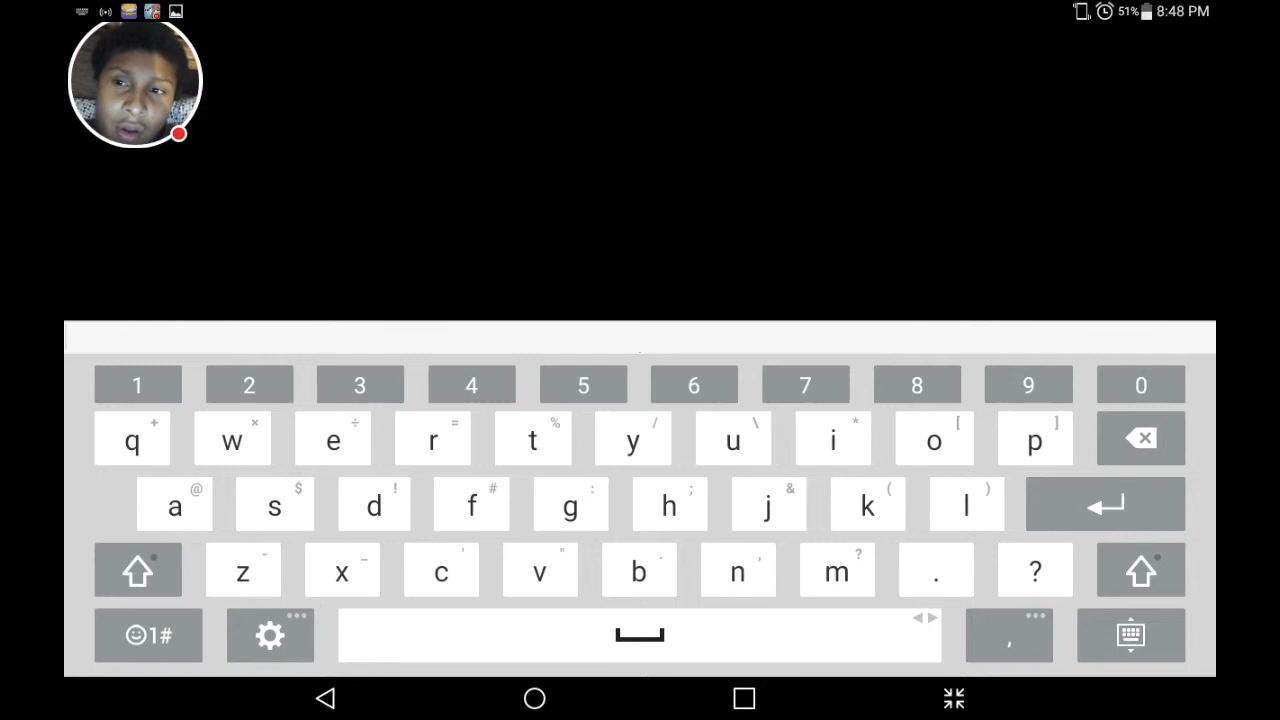 51% 8:48 PM
1 2 3 4 5 6 7 8 9 0
+ × ÷ = % / \ * [ ]
q w e r t y u i o p
@ $ ! # : ; & ( )
a s d f g h j k l
- _ ' " . , ?
z x c v b n m . ?
☺1# ,